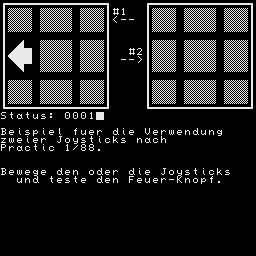 #1
<--
#2
-->
Status: 0001
Beispiel fuer die Verwendung
zweier Joysticks nach
Practic 1/88.
Bewege den oder die Joysticks
und teste den Feuer-Knopf.